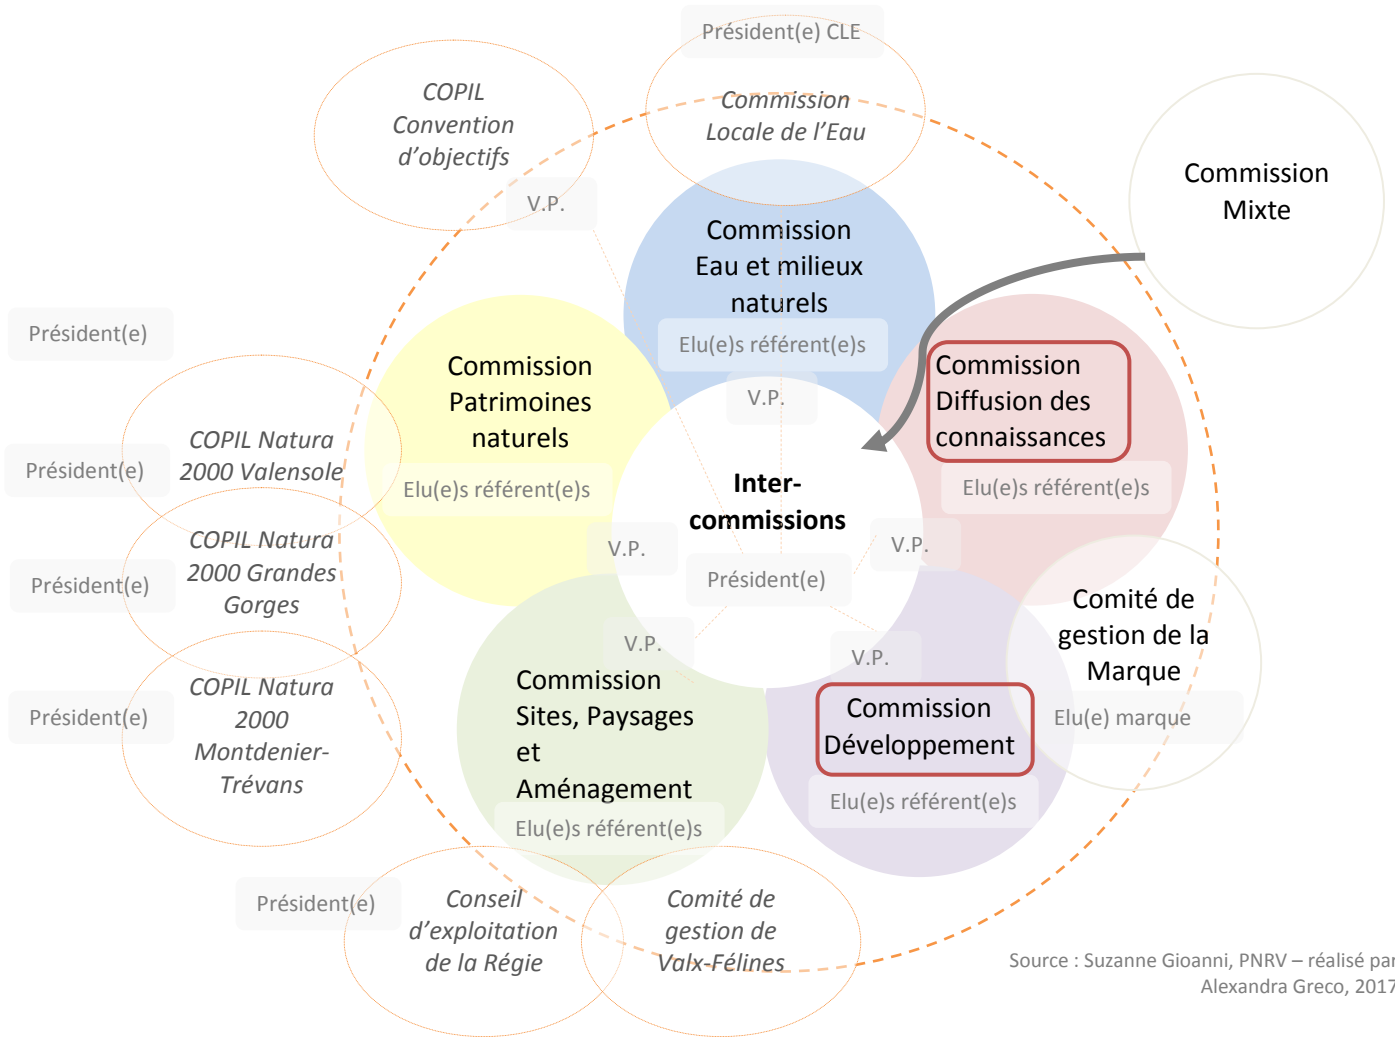 Président(e) CLE
COPIL
Convention
d'objectifs
Commission
Locale de l'Eau
Commission
Mixte
V.P.
Commission
Eau et milieux
naturels
Elu(e)s référent(e)s
V.P.
Président(e)
Commission
Patrimoines
naturels
Elu(e)s référent(e)s
Commission
Diffusion des
connaissances
Elu(e)s référent(e)s
COPIL Natura
2000 Valensole
Président(e)
Inter-
commissions
V.P.
V.P.
Président(e)
COPIL Natura
2000 Grandes
Gorges
Président(e)
Comité de
gestion de la
Marque
Elu(e) marque
V.P.
V.P.
COPIL Natura
2000
Montdenier-
Trévans
Président(e)
Commission
Sites, Paysages
et
Aménagement
Elu(e)s référent(e)s
Commission
Développement
Elu(e)s référent(e)s
Président(e)
Conseil
d'exploitation
de la Régie
Comité de
gestion de
Valx-Félines
Source : Suzanne Gioanni, PNRV – réalisé par
Alexandra Greco, 2017